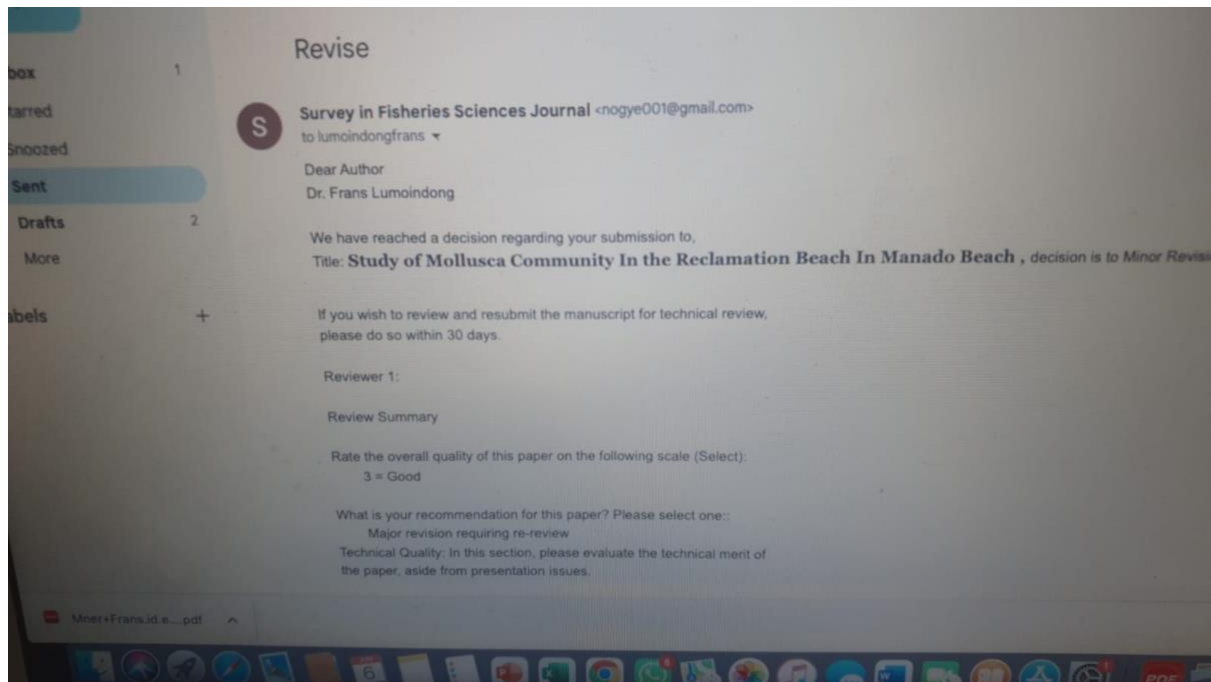 Revise
box 1
tarred
Snoozed
Sent
Drafts 2
More
abels +
S
Survey in Fisheries Sciences Journal <nogye001@gmail.com>
to lumoindongfrans
Dear Author
Dr. Frans Lumoindong
We have reached a decision regarding your submission to,
Title: Study of Mollusca Community In the Reclamation Beach In Manado Beach , decision is to Minor Revisi
If you wish to review and resubmit the manuscript for technical review,
please do so within 30 days.
Reviewer 1:
Review Summary
Rate the overall quality of this paper on the following scale (Select):
3 = Good
What is your recommendation for this paper? Please select one::
Major revision requiring re-review
Technical Quality: In this section, please evaluate the technical merit of
the paper, aside from presentation issues.
Mner+Frans.id.e....pdf
6
PDF